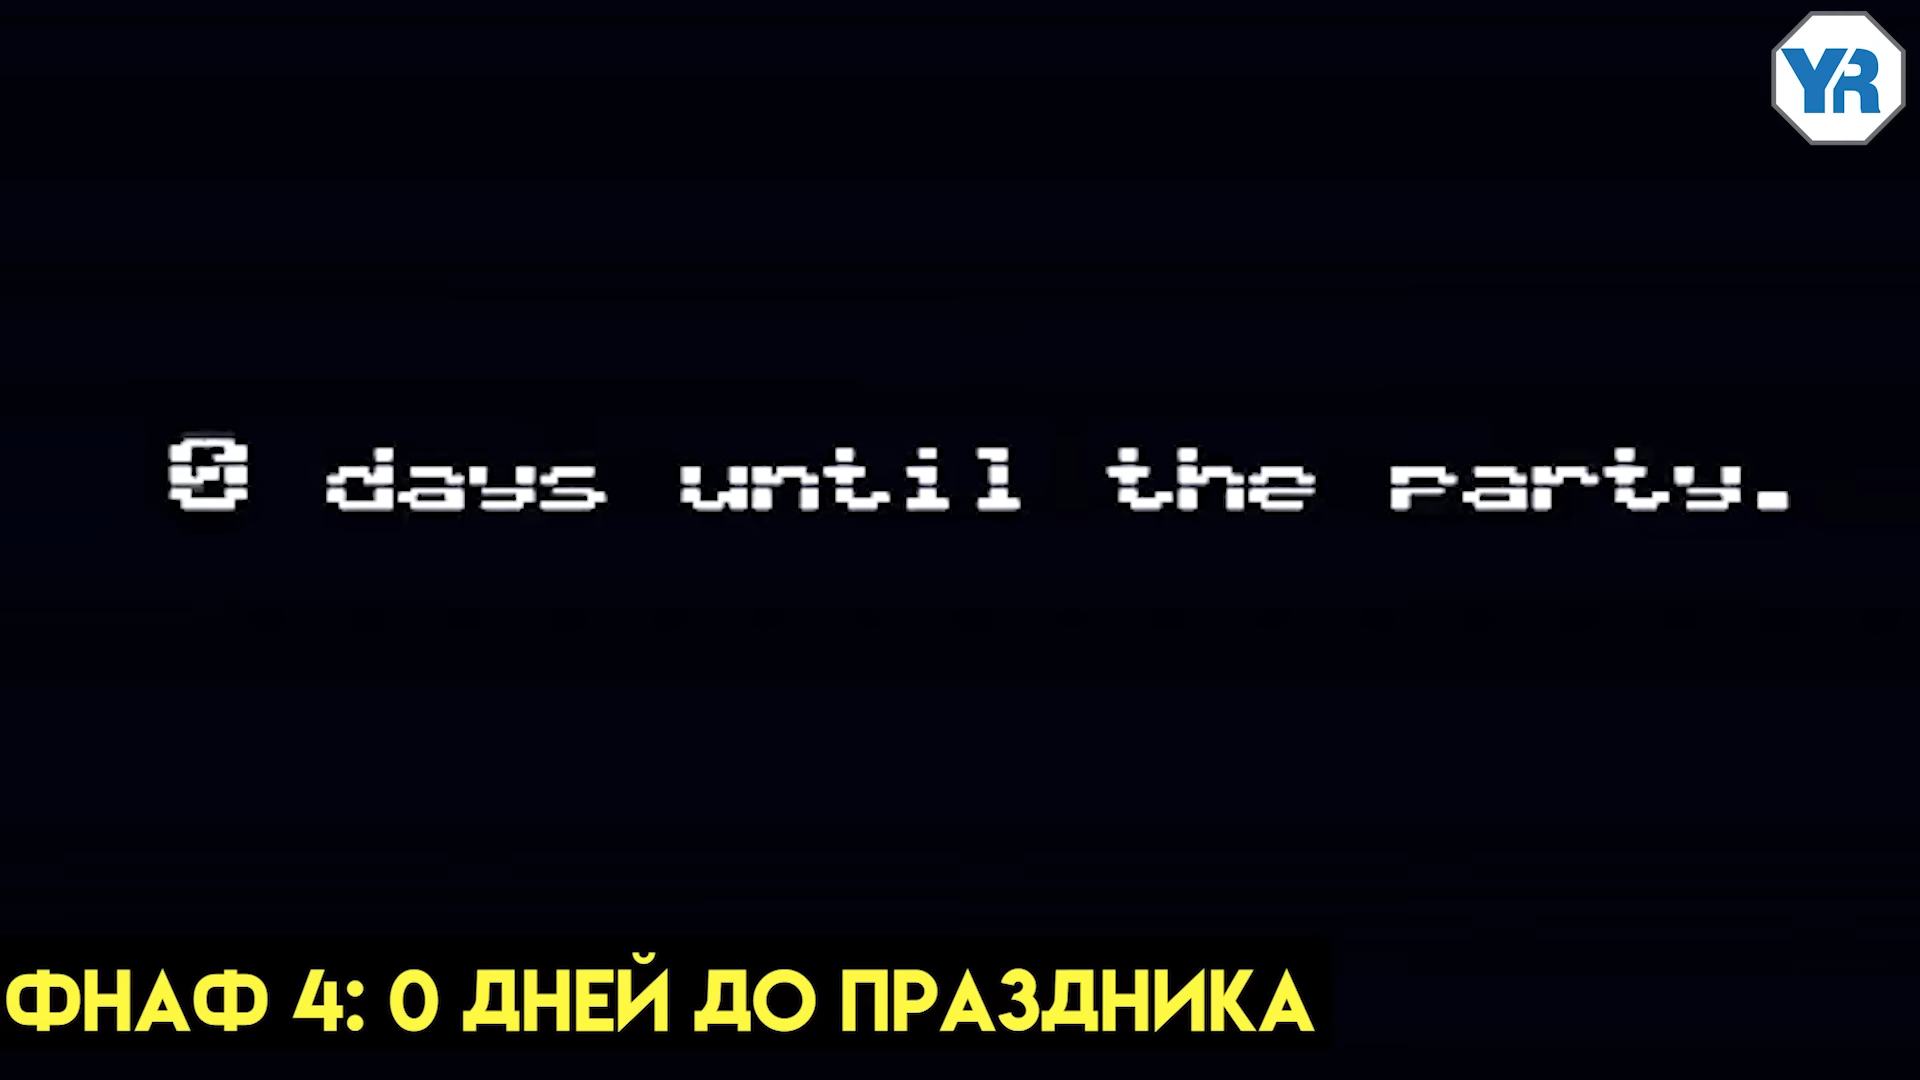 YR
0 days until the party.
ФНАФ 4: 0 ДНЕЙ ДО ПРАЗДНИКА